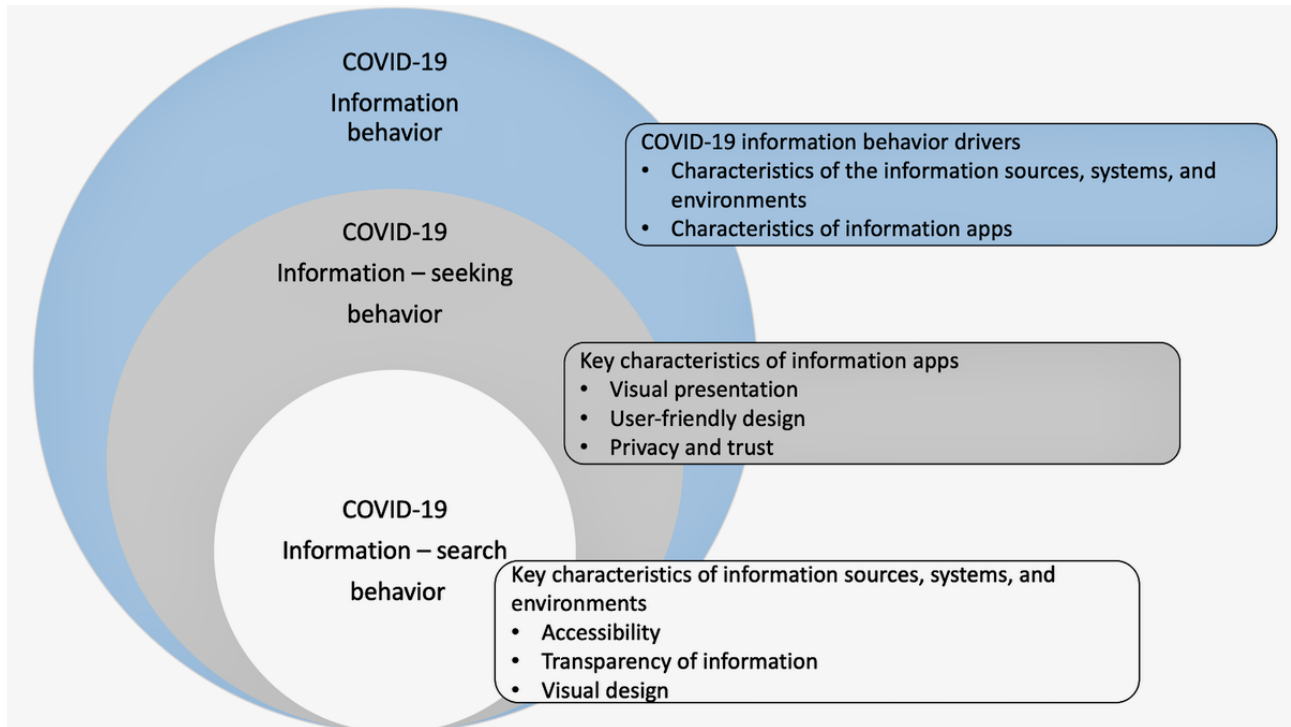 COVID-19
Information
behavior
COVID-19 information behavior drivers
• Characteristics of the information sources, systems, and
environments
• Characteristics of information apps
COVID-19
Information – seeking
behavior
Key characteristics of information apps
• Visual presentation
• User-friendly design
• Privacy and trust
COVID-19
Information – search
behavior
Key characteristics of information sources, systems, and
environments
• Accessibility
• Transparency of information
• Visual design